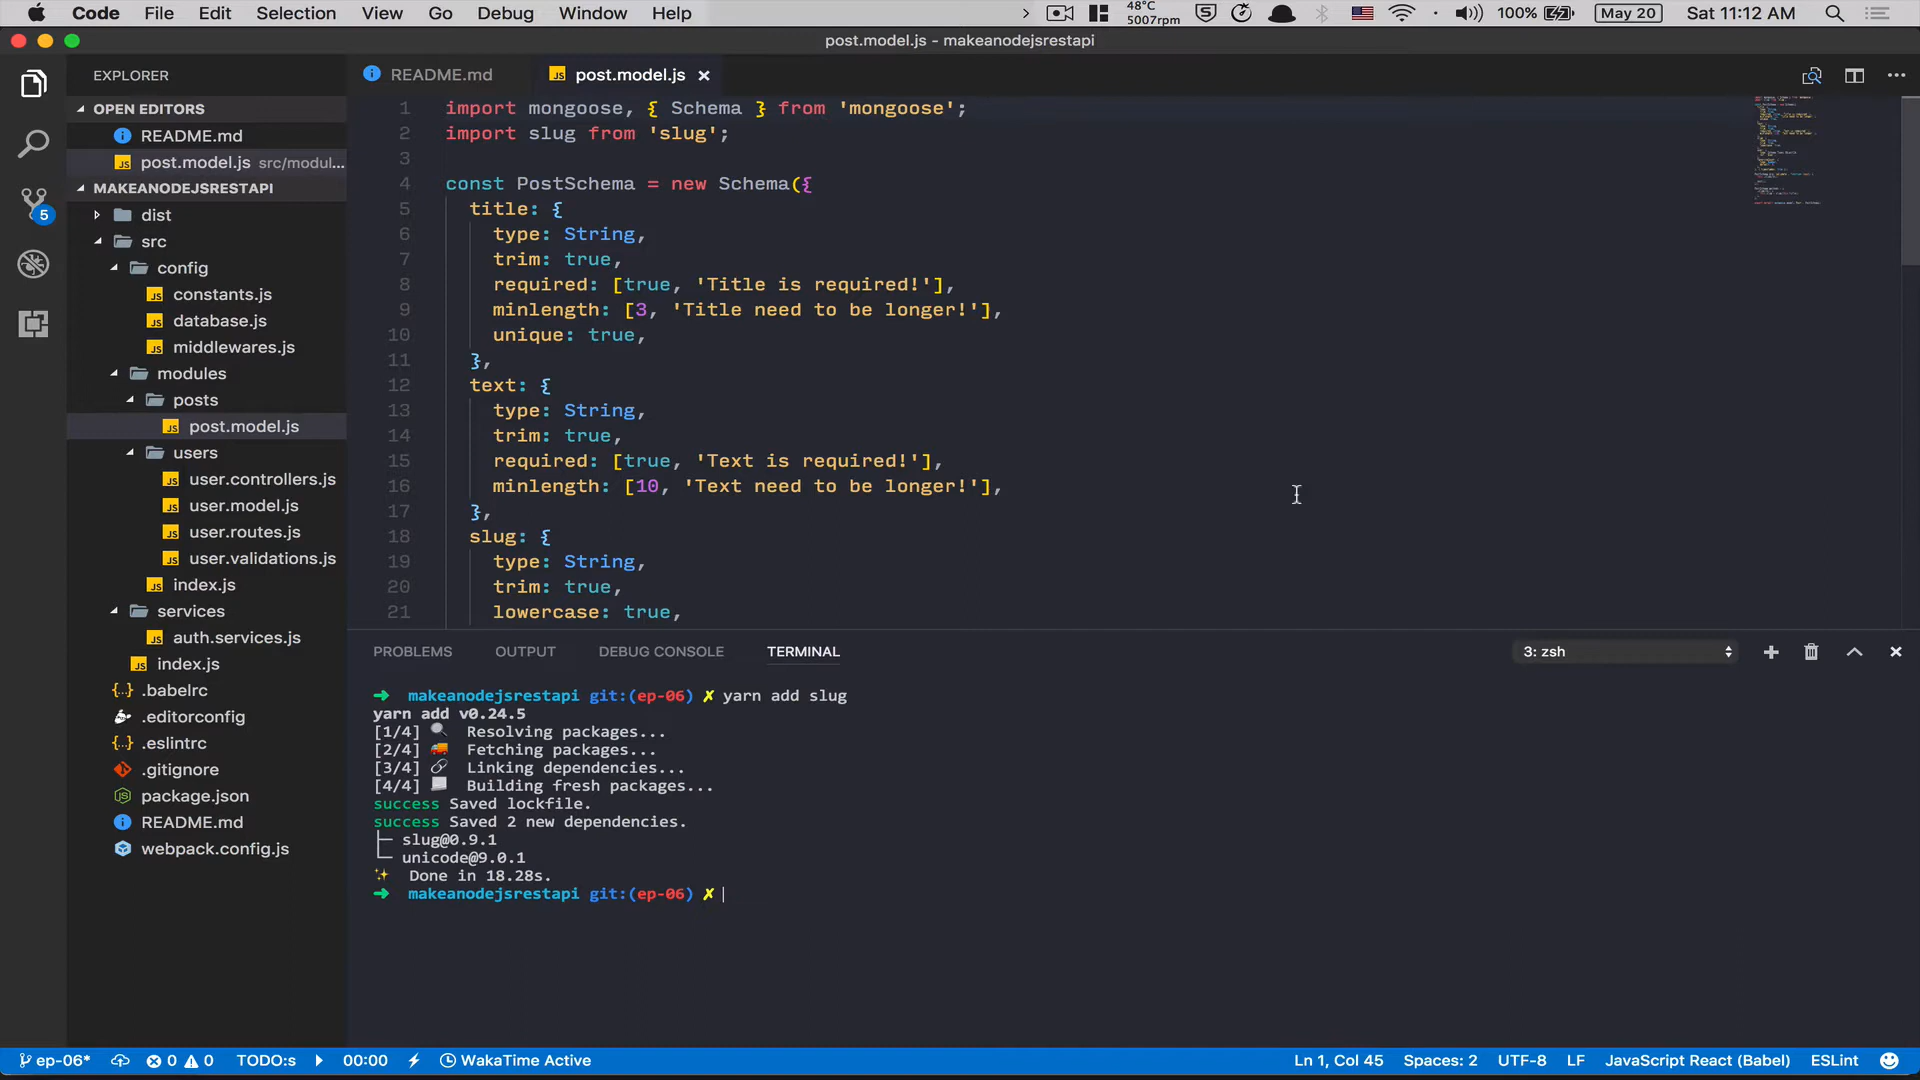 Code File Edit Selection View Go Debug Window Help
48°C
5007rpm
100%
May 20
Sat 11:12 AM
post.model.js - makeanodejsrestapi
EXPLORER
OPEN EDITORS
README.md
post.model.js src/modul...
MAKEANODEJSRESTAPI
dist
src
config
constants.js
database.js
middlewares.js
modules
posts
post.model.js
users
user.controllers.js
user.model.js
user.routes.js
user.validations.js
index.js
services
auth.services.js
index.js
.babelrc
.editorconfig
.eslintrc
.gitignore
package.json
README.md
webpack.config.js
5
README.md
post.model.js
1 import mongoose, { Schema } from 'mongoose';
2 import slug from 'slug';
3
4 const PostSchema = new Schema({
5 title: {
6 type: String,
7 trim: true,
8 required: [true, 'Title is required!'],
9 minlength: [3, 'Title need to be longer!'],
10 unique: true,
11 },
12 text: {
13 type: String,
14 trim: true,
15 required: [true, 'Text is required!'],
16 minlength: [10, 'Text need to be longer!'],
17 },
18 slug: {
19 type: String,
20 trim: true,
21 lowercase: true,
PROBLEMS OUTPUT DEBUG CONSOLE TERMINAL
3: zsh
➜ makeanodejsrestapi git:(ep-06) ✗ yarn add slug
yarn add v0.24.5
[1/4] 🔍 Resolving packages...
[2/4] 🚚 Fetching packages...
[3/4] 🔗 Linking dependencies...
[4/4] 📃 Building fresh packages...
success Saved lockfile.
success Saved 2 new dependencies.
├─ slug@0.9.1
└─ unicode@9.0.1
✨ Done in 18.28s.
➜ makeanodejsrestapi git:(ep-06) ✗
ep-06* 0 0 TODO:s 00:00 WakaTime Active
Ln 1, Col 45 Spaces: 2 UTF-8 LF JavaScript React (Babel) ESLint